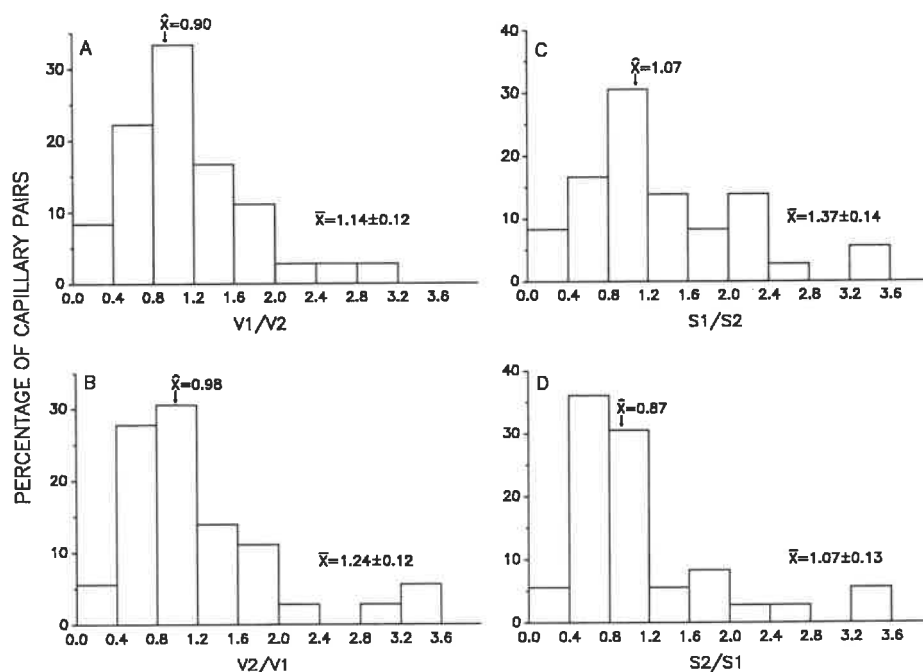 PERCENTAGE OF CAPILLARY PAIRS
A
X̂=0.90
30
20
10
0
X̄=1.14±0.12
0.0 0.4 0.8 1.2 1.6 2.0 2.4 2.8 3.2 3.6
V1/V2
B
X̂=0.98
30
20
10
0
X̄=1.24±0.12
0.0 0.4 0.8 1.2 1.6 2.0 2.4 2.8 3.2 3.6
V2/V1
C
X̂=1.07
40
30
20
10
0
X̄=1.37±0.14
0.0 0.4 0.8 1.2 1.6 2.0 2.4 2.8 3.2 3.6
S1/S2
D
X̂=0.87
40
30
20
10
0
X̄=1.07±0.13
0.0 0.4 0.8 1.2 1.6 2.0 2.4 2.8 3.2 3.6
S2/S1